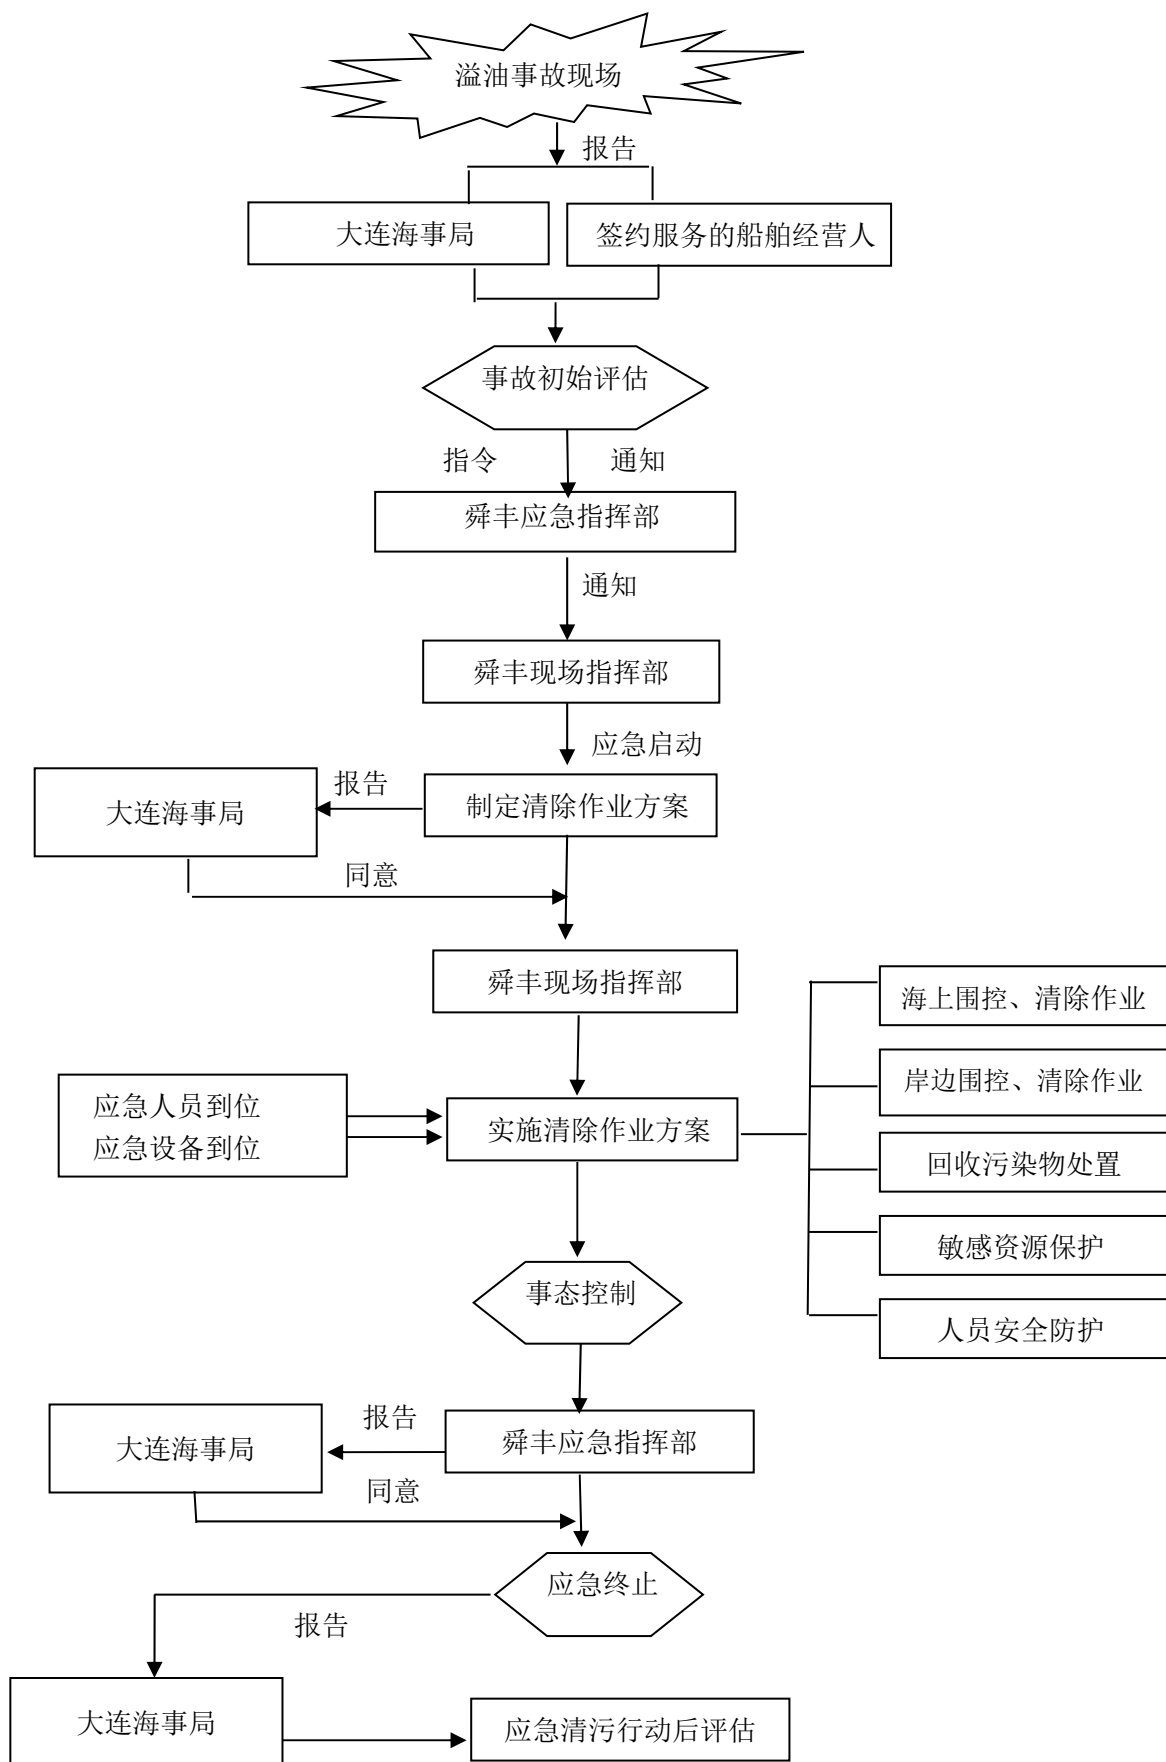 溢油事故现场
报告
大连海事局
签约服务的船舶经营人
事故初始评估
指令
通知
舜丰应急指挥部
通知
舜丰现场指挥部
应急启动
报告
大连海事局
制定清除作业方案
同意
舜丰现场指挥部
海上围控、清除作业
岸边围控、清除作业
应急人员到位
应急设备到位
实施清除作业方案
回收污染物处置
敏感资源保护
事态控制
人员安全防护
报告
大连海事局
舜丰应急指挥部
同意
应急终止
报告
大连海事局
应急清污行动后评估